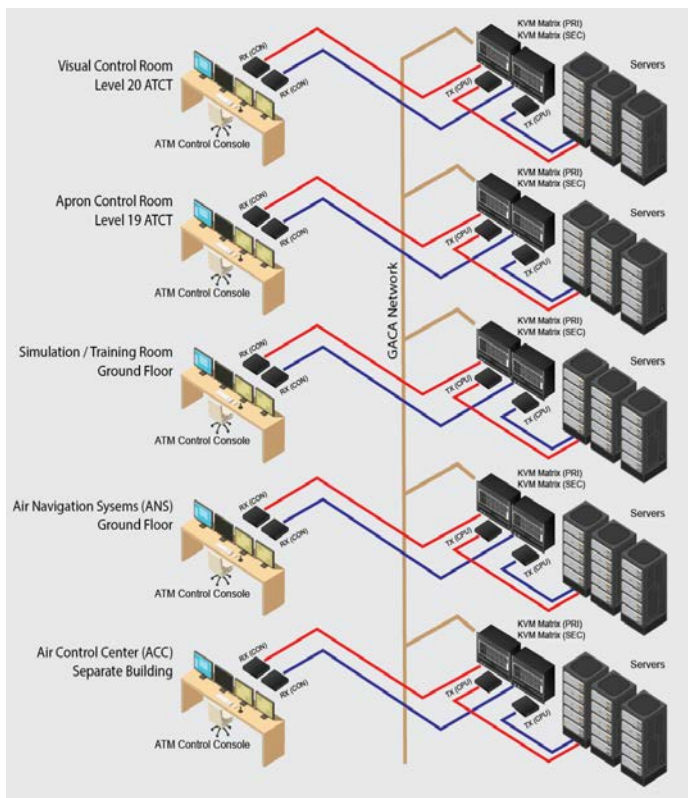 Visual Control Room
Level 20 ATCT
RX (CON)
RX (CON)
ATM Control Console
KVM Matrix (PRI)
KVM Matrix (SEC)
TX (CPU)
TX (CPU)
Servers
Apron Control Room
Level 19 ATCT
RX (CON)
RX (CON)
ATM Control Console
KVM Matrix (PRI)
KVM Matrix (SEC)
TX (CPU)
TX (CPU)
Servers
GACA Network
Simulation / Training Room
Ground Floor
RX (CON)
RX (CON)
ATM Control Console
KVM Matrix (PRI)
KVM Matrix (SEC)
TX (CPU)
TX (CPU)
Servers
Air Navigation Sysems (ANS)
Ground Floor
RX (CON)
RX (CON)
ATM Control Console
KVM Matrix (PRI)
KVM Matrix (SEC)
TX (CPU)
TX (CPU)
Servers
Air Control Center (ACC)
Separate Building
RX (CON)
RX (CON)
ATM Control Console
KVM Matrix (PRI)
KVM Matrix (SEC)
TX (CPU)
TX (CPU)
Servers